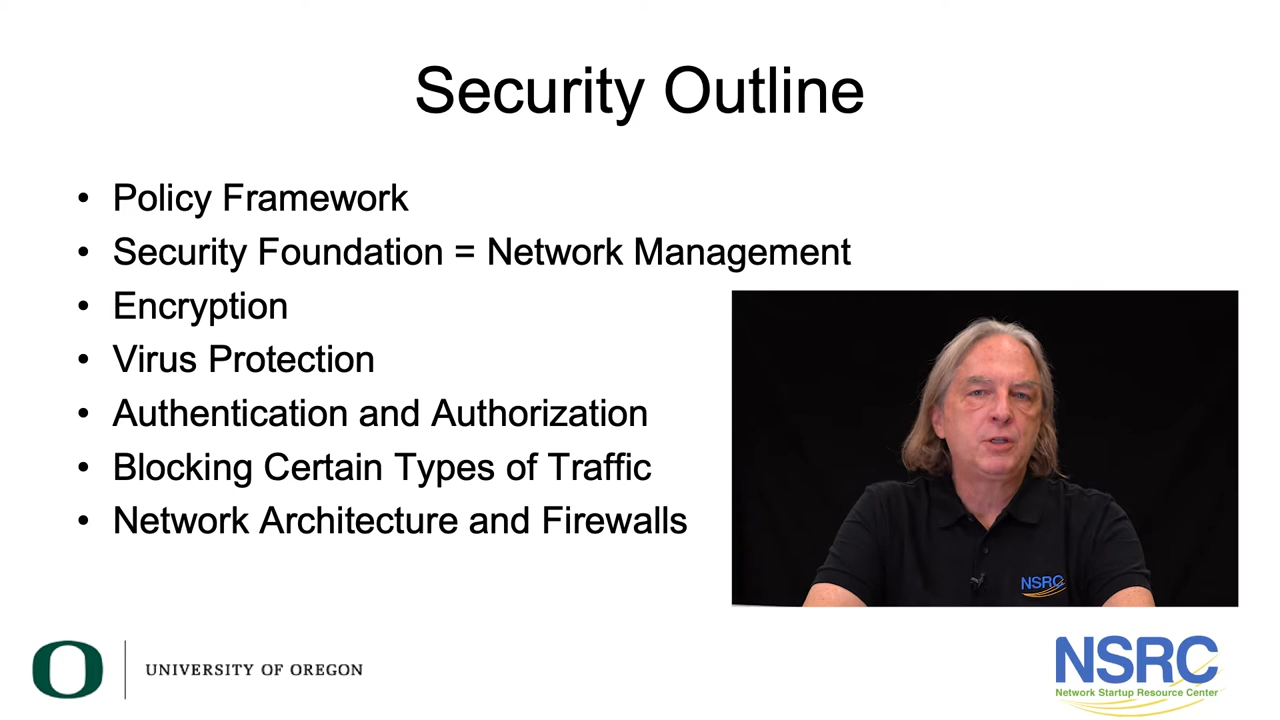 Security Outline
• Policy Framework
• Security Foundation = Network Management
• Encryption
• Virus Protection
• Authentication and Authorization
• Blocking Certain Types of Traffic
• Network Architecture and Firewalls
NSRC
O
UNIVERSITY OF OREGON
NSRC
Network Startup Resource Center